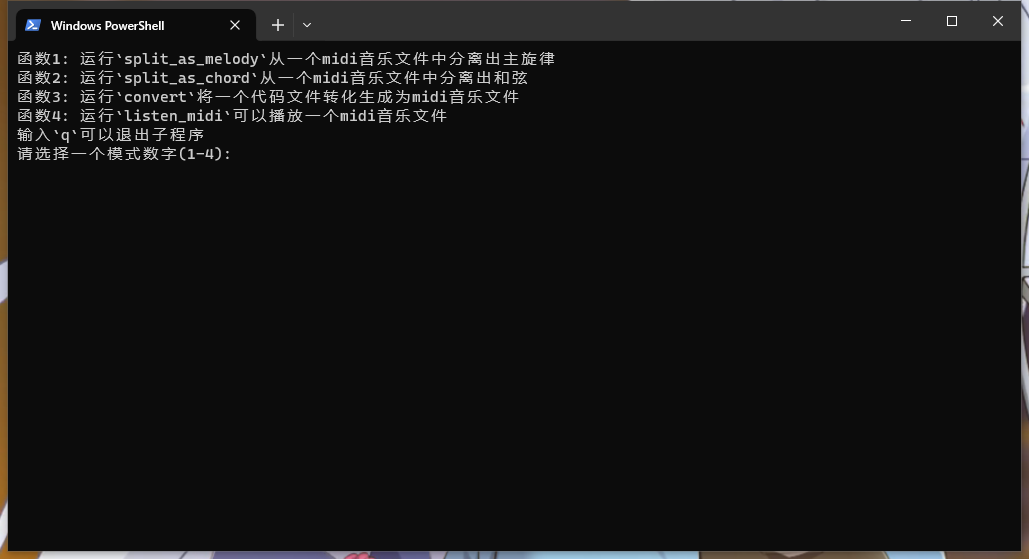 Windows PowerShell
函数1: 运行`split_as_melody`从一个midi音乐文件中分离出主旋律
函数2: 运行`split_as_chord`从一个midi音乐文件中分离出和弦
函数3: 运行`convert`将一个代码文件转化生成为midi音乐文件
函数4: 运行`listen_midi`可以播放一个midi音乐文件
输入`q`可以退出子程序
请选择一个模式数字(1-4):